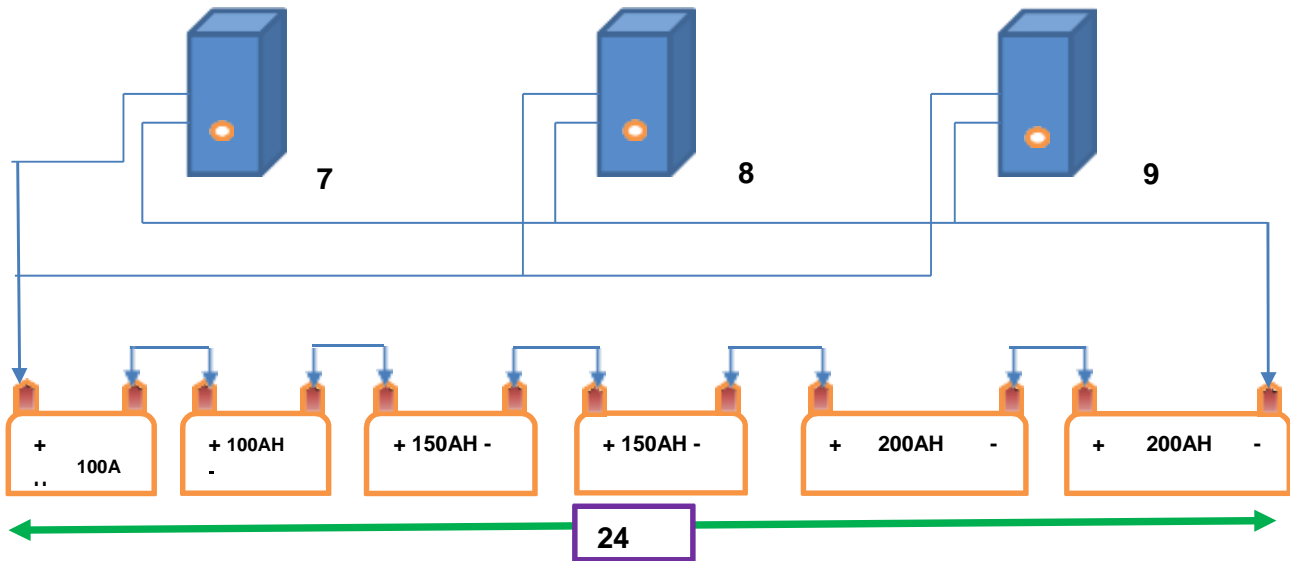 7
8
9
+
100A
+ 100AH
-
+ 150AH -
+ 150AH -
+ 200AH -
+ 200AH -
24